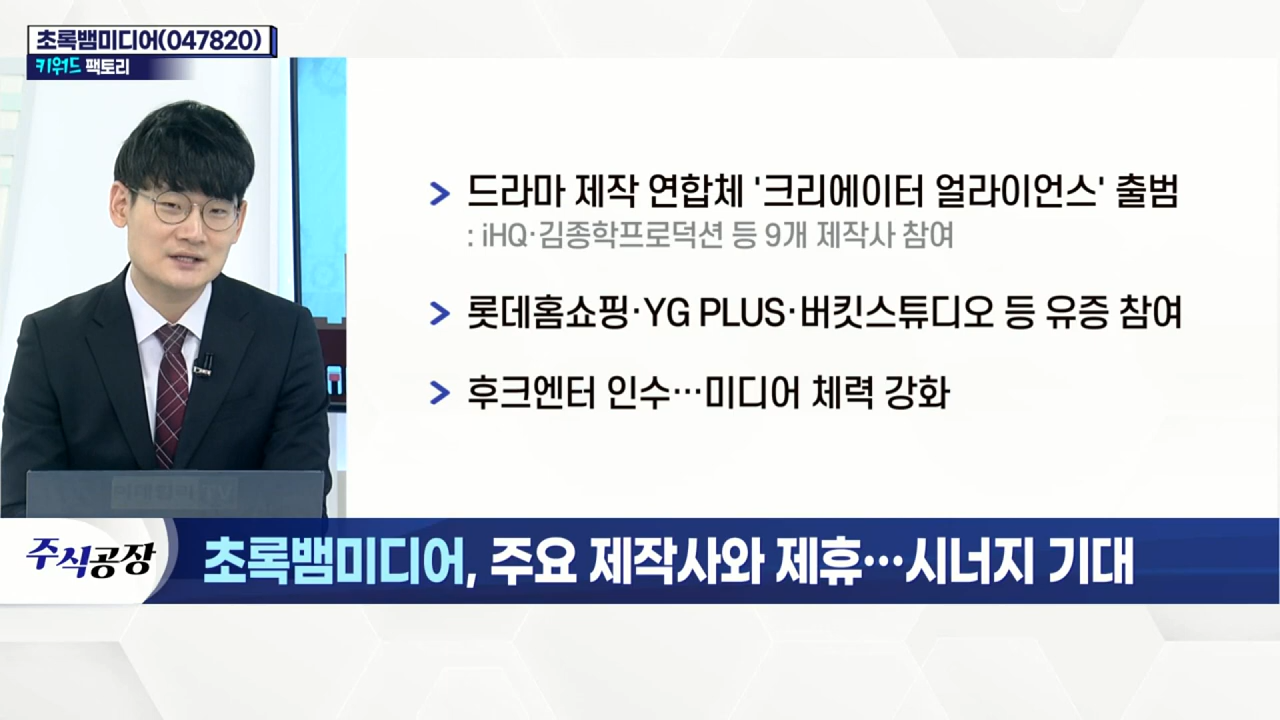 초록뱀미디어(047820)
키워드 팩토리
드라마 제작 연합체 '크리에이터 얼라이언스' 출범
: iHQ·김종학프로덕션 등 9개 제작사 참여
롯데홈쇼핑·YG PLUS·버킷스튜디오 등 유증 참여
후크엔터 인수…미디어 체력 강화
이데일리 TV
주식공장
초록뱀미디어, 주요 제작사와 제휴…시너지 기대